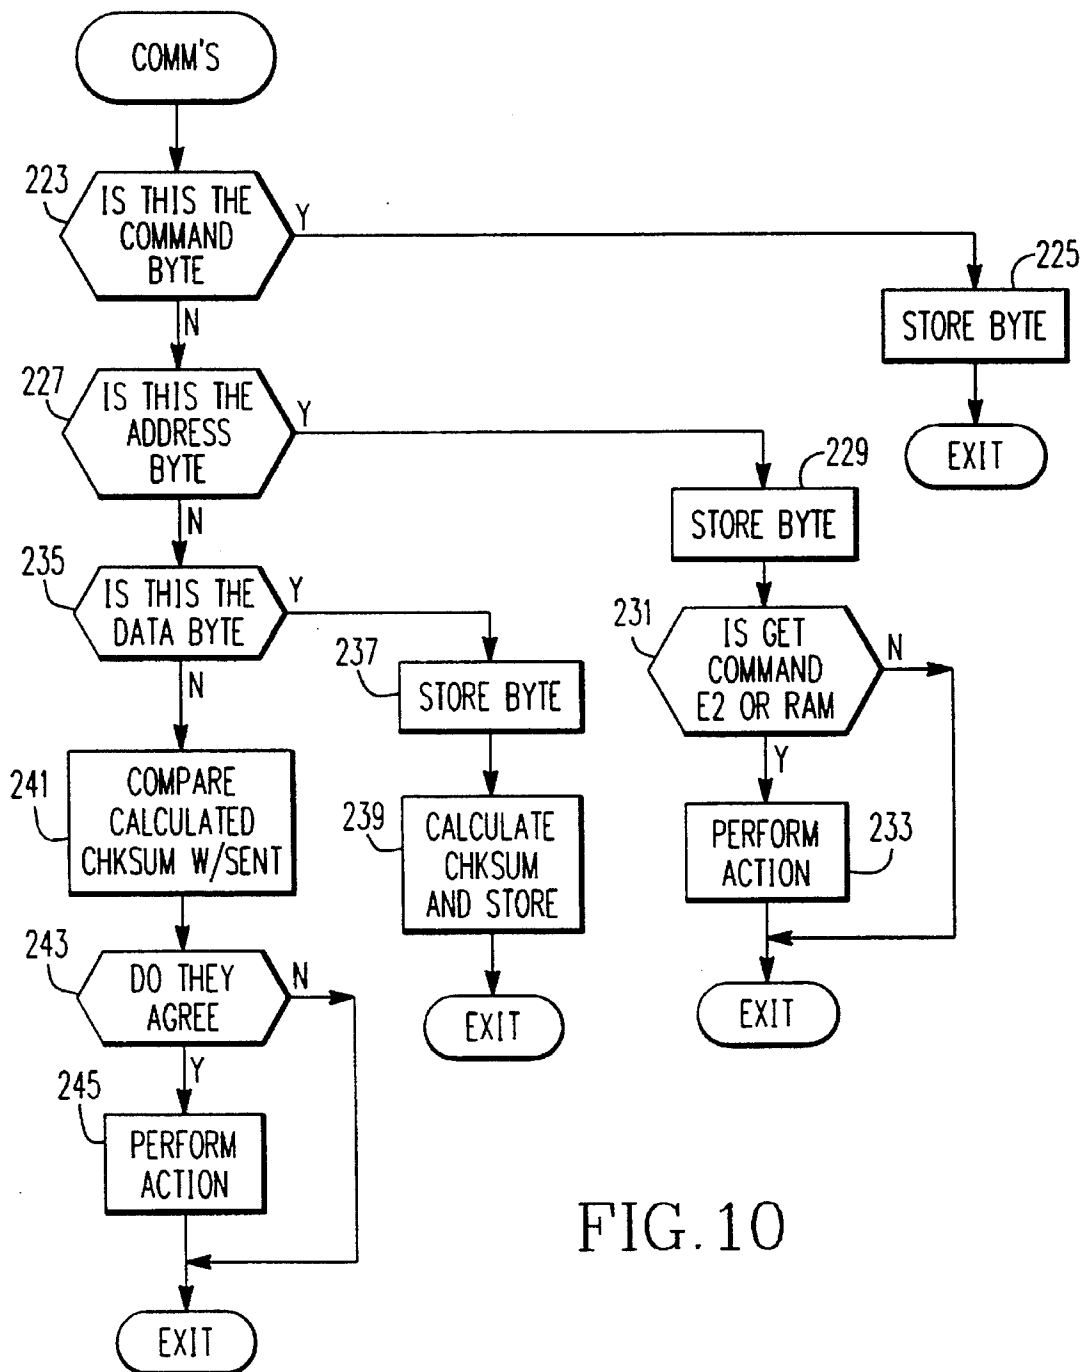 COMM'S
223
IS THIS THE
COMMAND
BYTE
Y
N
225
STORE BYTE
EXIT
227
IS THIS THE
ADDRESS
BYTE
Y
N
229
STORE BYTE
231
IS GET
COMMAND
E2 OR RAM
N
Y
PERFORM
ACTION
233
EXIT
235
IS THIS THE
DATA BYTE
Y
N
237
STORE BYTE
239
CALCULATE
CHKSUM
AND STORE
EXIT
241
COMPARE
CALCULATED
CHKSUM W/SENT
243
DO THEY
AGREE
N
Y
245
PERFORM
ACTION
EXIT
FIG. 10